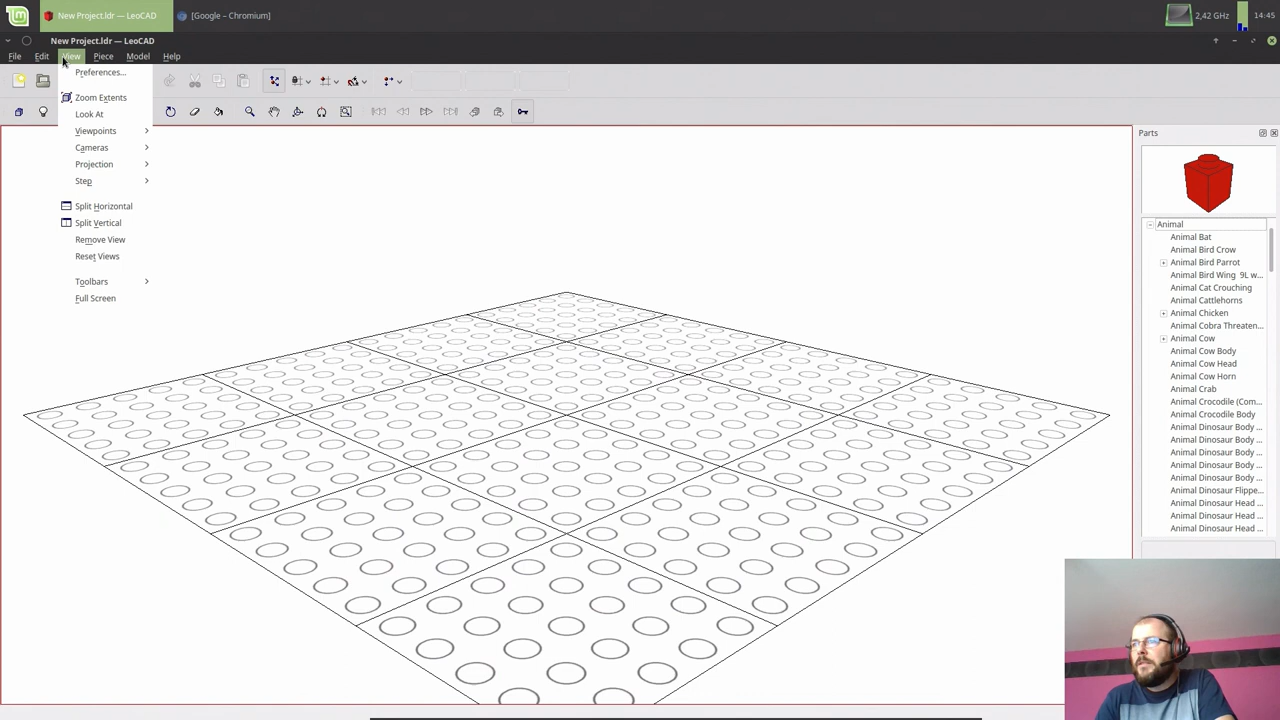 New Project.ldr — LeoCAD
[Google – Chromium]
2,42 GHz
14:45
New Project.ldr — LeoCAD
File Edit View Piece Model Help
Preferences...
Zoom Extents
Look At
Viewpoints
Cameras
Projection
Step
Split Horizontal
Split Vertical
Remove View
Reset Views
Toolbars
Full Screen
Parts
Animal
Animal Bat
Animal Bird Crow
Animal Bird Parrot
Animal Bird Wing 9L w...
Animal Cat Crouching
Animal Cattlehorns
Animal Chicken
Animal Cobra Threaten...
Animal Cow
Animal Cow Body
Animal Cow Head
Animal Cow Horn
Animal Crab
Animal Crocodile (Com...
Animal Crocodile Body
Animal Dinosaur Body ...
Animal Dinosaur Body ...
Animal Dinosaur Body ...
Animal Dinosaur Body ...
Animal Dinosaur Body ...
Animal Dinosaur Flippe...
Animal Dinosaur Head ...
Animal Dinosaur Head ...
Animal Dinosaur Head ...